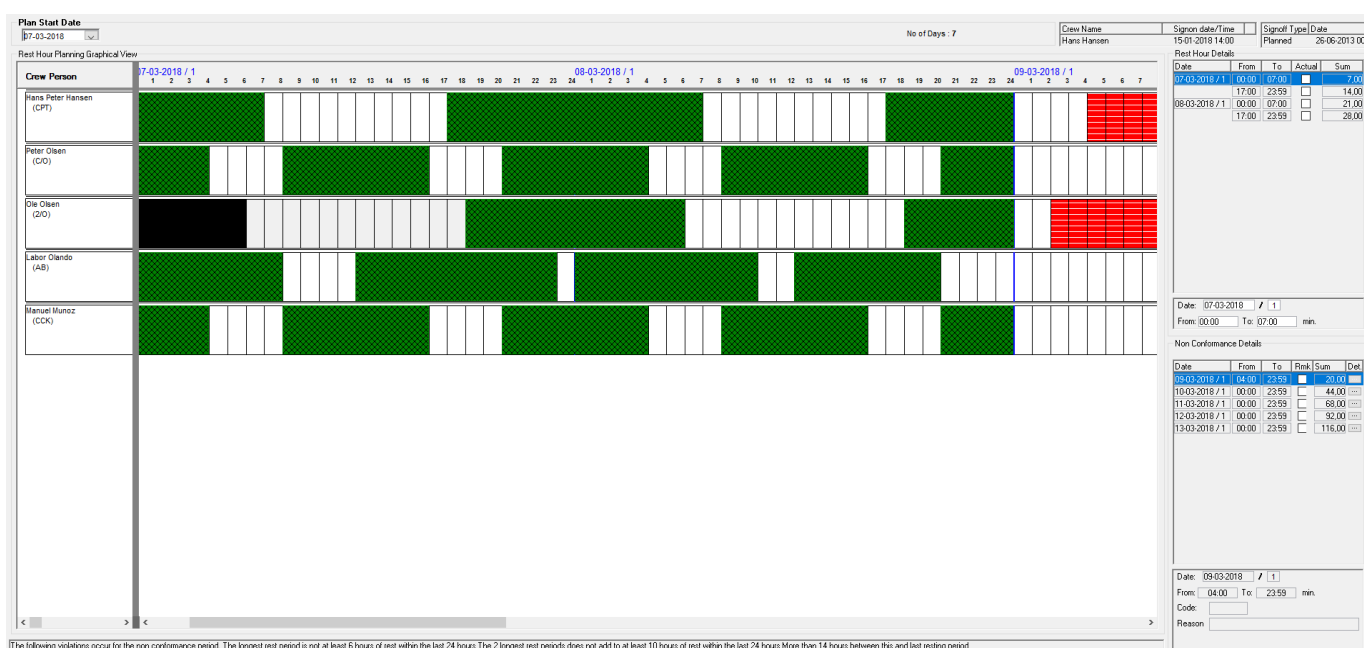 Plan Start Date
07-03-2018
No of Days : 7
Crew Name Signon date/Time Signoff Type Date
Hans Hansen 15-01-2018 14:00 Planned 26-06-2013 00
Rest Hour Planning Graphical View
Crew Person
07-03-2018 / 1 08-03-2018 / 1 09-03-2018 / 1
1 2 3 4 5 6 7 8 9 10 11 12 13 14 15 16 17 18 19 20 21 22 23 24 1 2 3 4 5 6 7 8 9 10 11 12 13 14 15 16 17 18 19 20 21 22 23 24 1 2 3 4 5 6 7
Hans Peter Hansen
(CPT)
Peter Olsen
(C/O)
Ole Olsen
(2/O)
Labor Olando
(AB)
Manuel Munoz
(CCK)
Rest Hour Details
Date From To Actual Sum
07-03-2018 / 1 00:00 07:00 7,00
17:00 23:59 14,00
08-03-2018 / 1 00:00 07:00 21,00
17:00 23:59 28,00
Date: 07-03-2018 / 1
From: 00:00 To: 07:00 min.
Non Conformance Details
Date From To Rmk Sum Det
09-03-2018 / 1 04:00 23:59 20,00 ...
10-03-2018 / 1 00:00 23:59 44,00 ...
11-03-2018 / 1 00:00 23:59 68,00 ...
12-03-2018 / 1 00:00 23:59 92,00 ...
13-03-2018 / 1 00:00 23:59 116,00 ...
Date: 09-03-2018 / 1
From: 04:00 To: 23:59 min.
Code:
Reason
The following violations occur for the non conformance period. The longest rest period is not at least 6 hours of rest within the last 24 hours The 2 longest rest periods does not add to at least 10 hours of rest within the last 24 hours More than 14 hours between this and last resting period